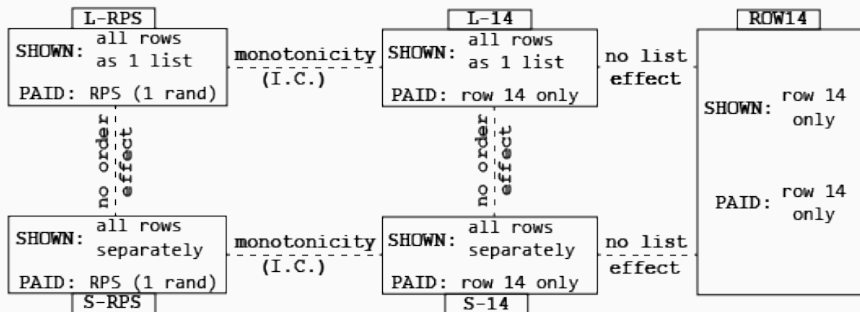 L-RPS
SHOWN: all rows
as 1 list
PAID: RPS (1 rand)
monotonicity
(I.C.)
L-14
SHOWN: all rows
as 1 list
PAID: row 14 only
no list
effect
ROW14
SHOWN: row 14
only
PAID: row 14
only
no order
effect
no order
effect
SHOWN: all rows
separately
PAID: RPS (1 rand)
S-RPS
monotonicity
(I.C.)
SHOWN: all rows
separately
PAID: row 14 only
S-14
no list
effect